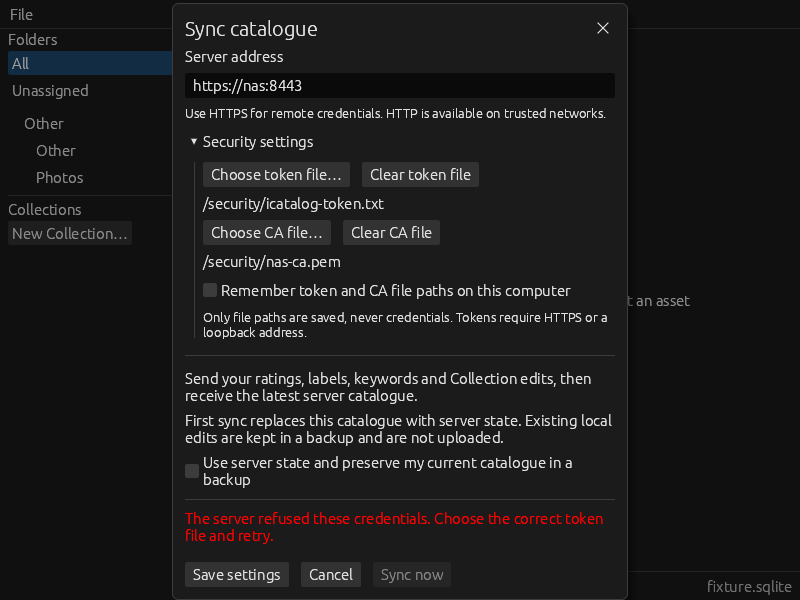 File
Folders
All
Unassigned
Other
Other
Photos
Collections
New Collection...
Sync catalogue
Server address
https://nas:8443
Use HTTPS for remote credentials. HTTP is available on trusted networks.
Security settings
Choose token file... Clear token file
/security/icatalog-token.txt
Choose CA file... Clear CA file
/security/nas-ca.pem
Remember token and CA file paths on this computer
Only file paths are saved, never credentials. Tokens require HTTPS or a
loopback address.
Send your ratings, labels, keywords and Collection edits, then
receive the latest server catalogue.
First sync replaces this catalogue with server state. Existing local
edits are kept in a backup and are not uploaded.
Use server state and preserve my current catalogue in a
backup
The server refused these credentials. Choose the correct token
file and retry.
Save settings Cancel Sync now
t an asset
fixture.sqlite